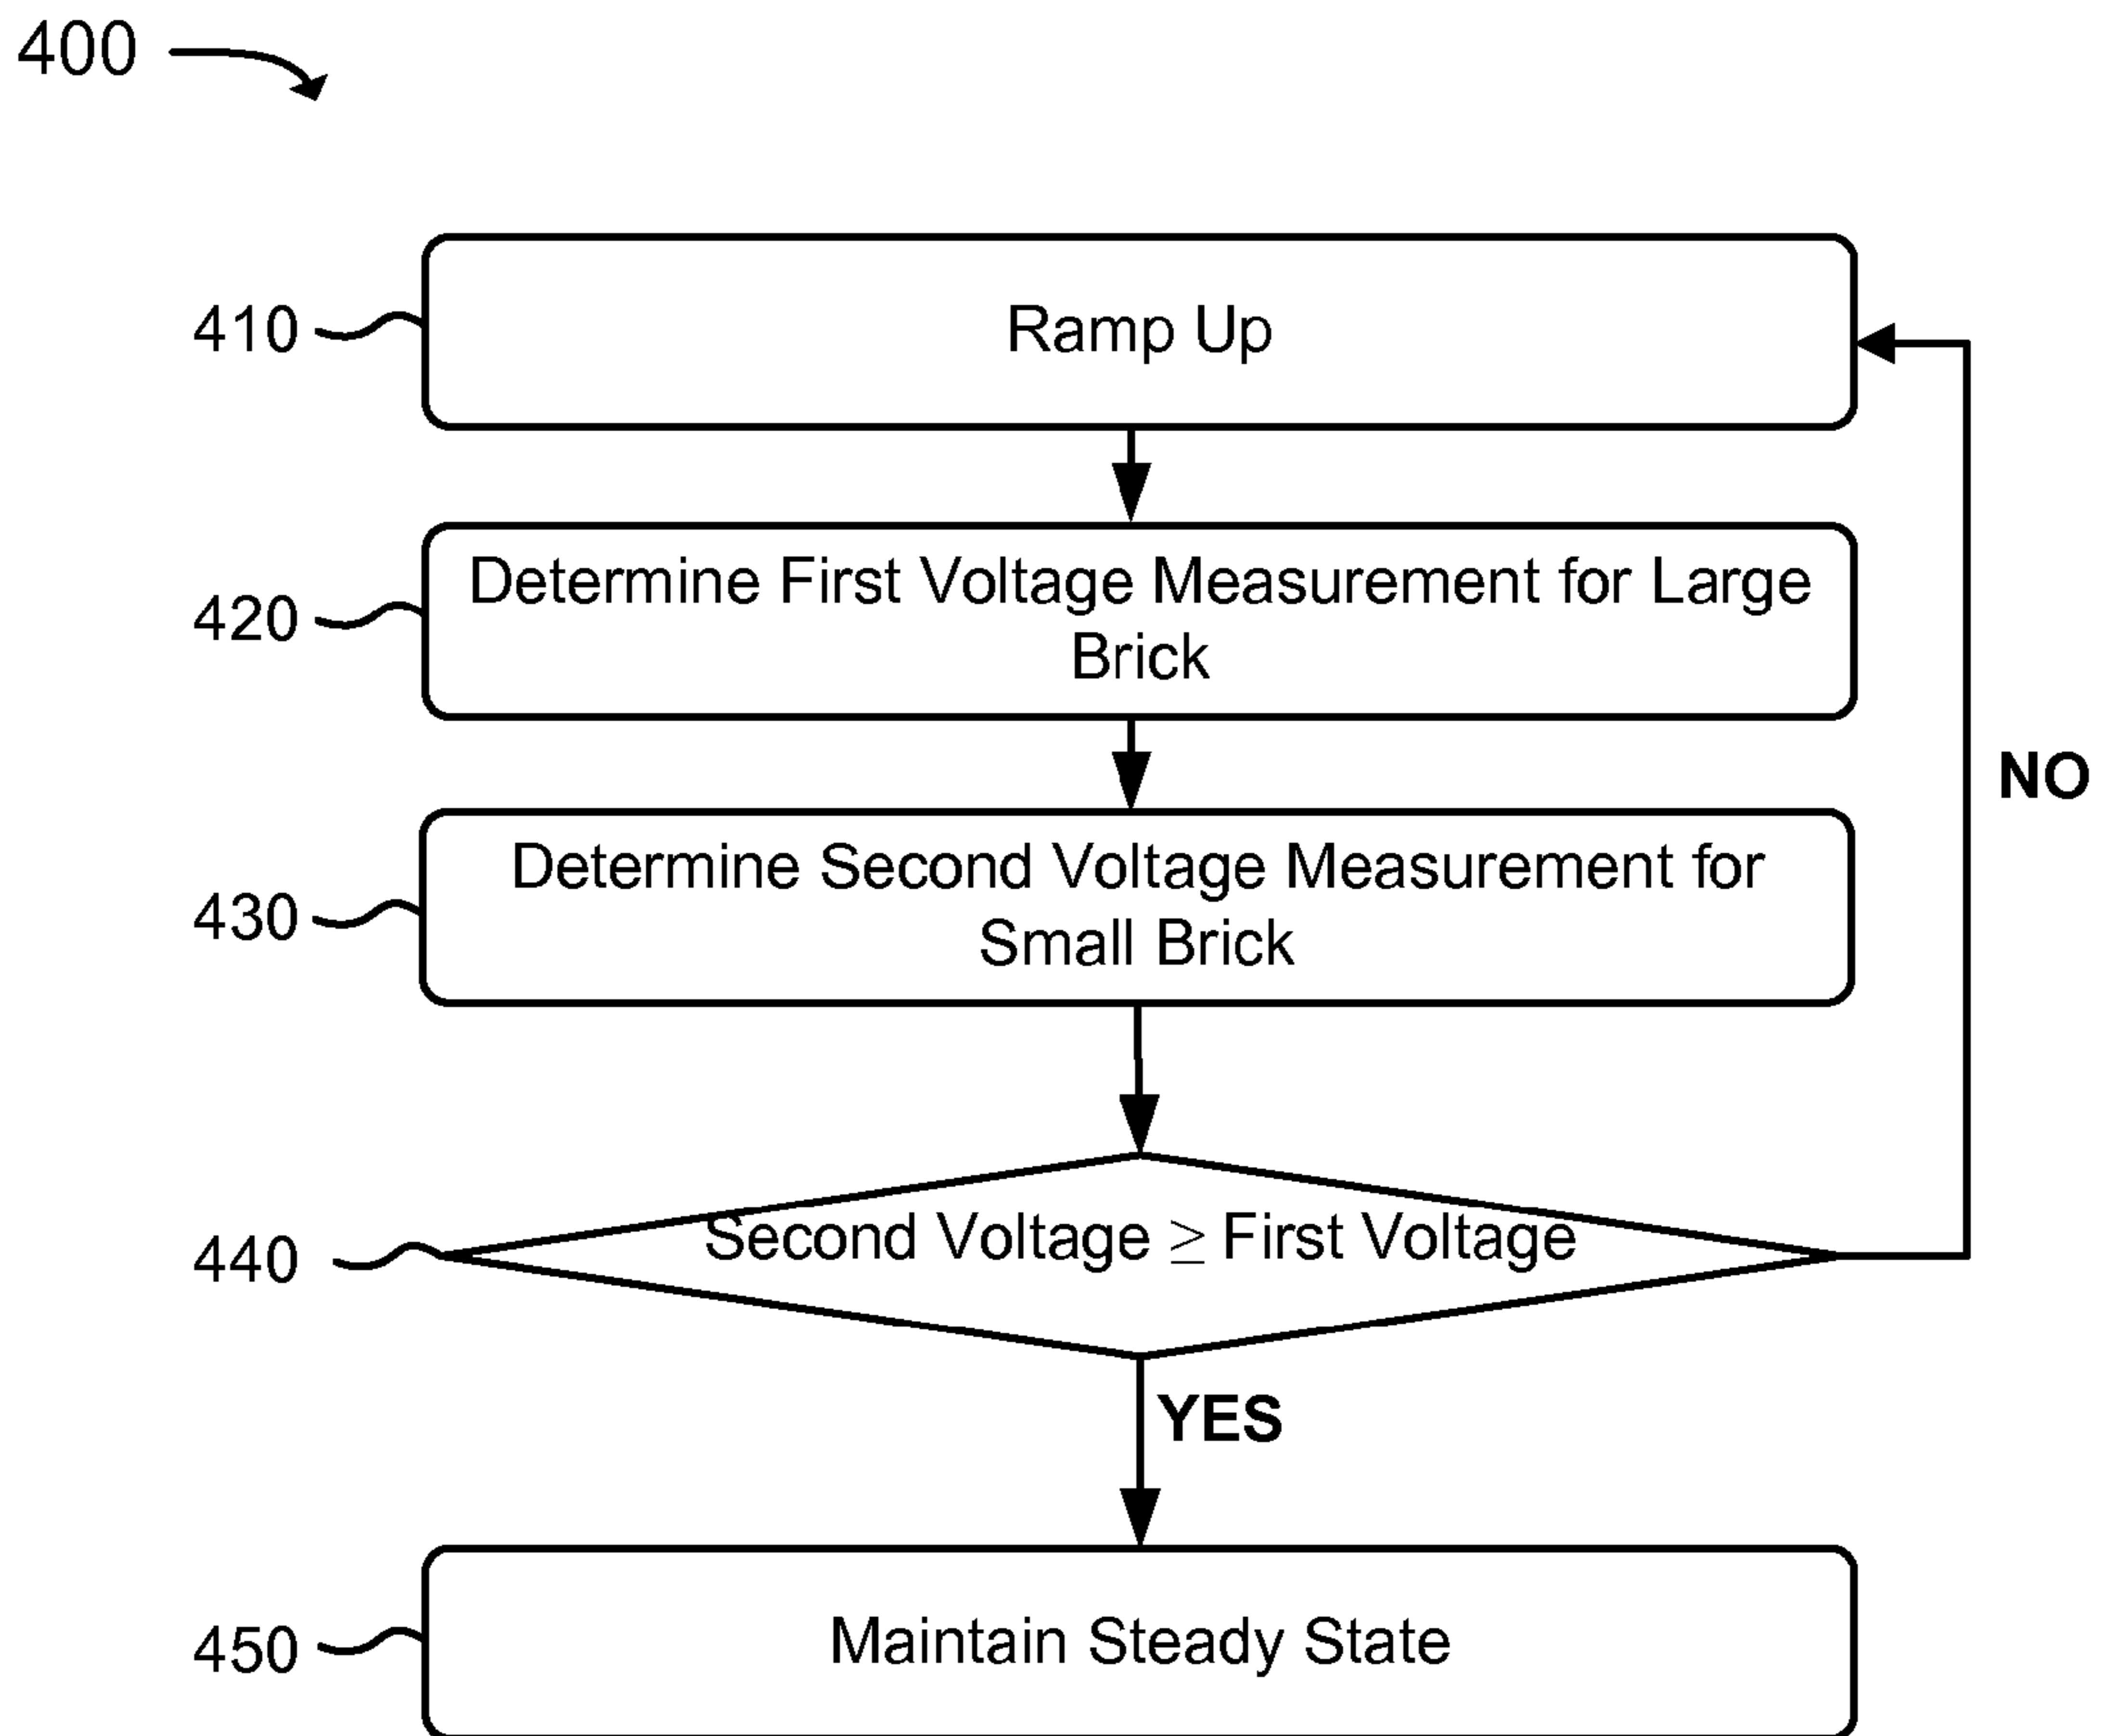 400
410
Ramp Up
420
Determine First Voltage Measurement for Large
Brick
NO
430
Determine Second Voltage Measurement for
Small Brick
440
Second Voltage ≥ First Voltage
YES
450
Maintain Steady State